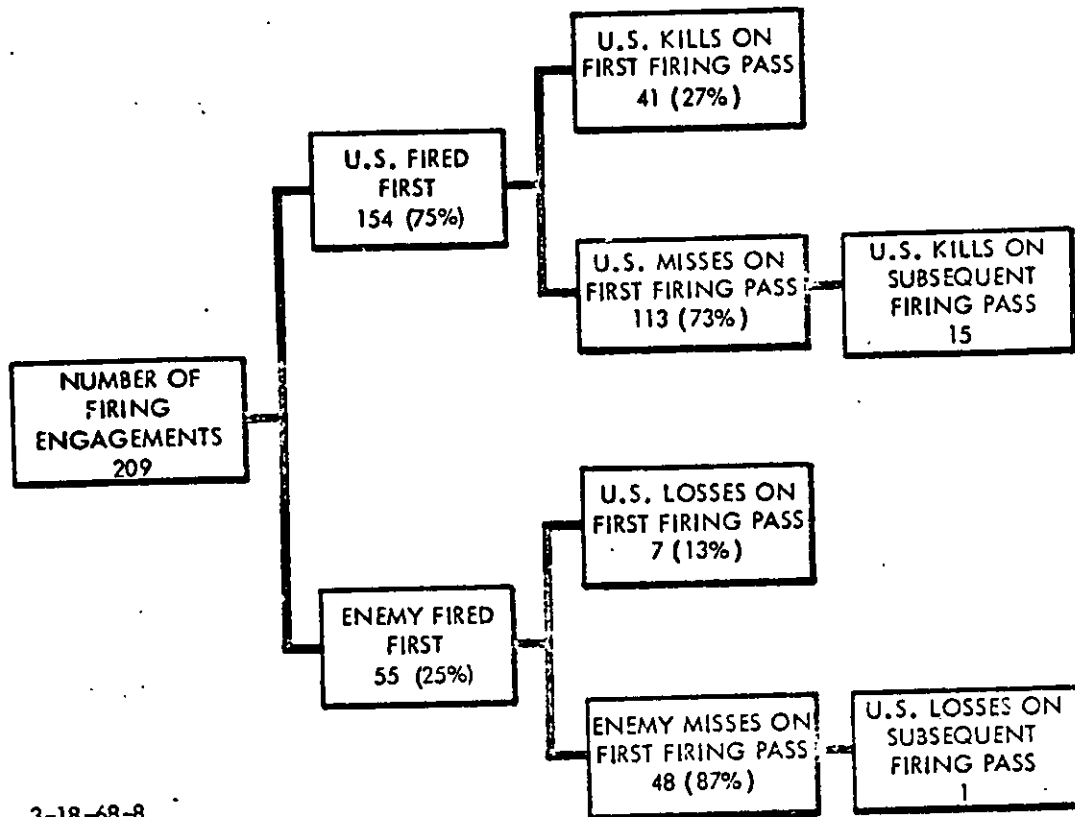 U.S. KILLS ON
FIRST FIRING PASS
41 (27%)
U.S. FIRED
FIRST
154 (75%)
U.S. MISSES ON
FIRST FIRING PASS
113 (73%)
U.S. KILLS ON
SUBSEQUENT
FIRING PASS
15
NUMBER OF
FIRING
ENGAGEMENTS
209
U.S. LOSSES ON
FIRST FIRING PASS
7 (13%)
ENEMY FIRED
FIRST
55 (25%)
ENEMY MISSES ON
FIRST FIRING PASS
48 (87%)
U.S. LOSSES ON
SUBSEQUENT
FIRING PASS
1
3-18-68-8